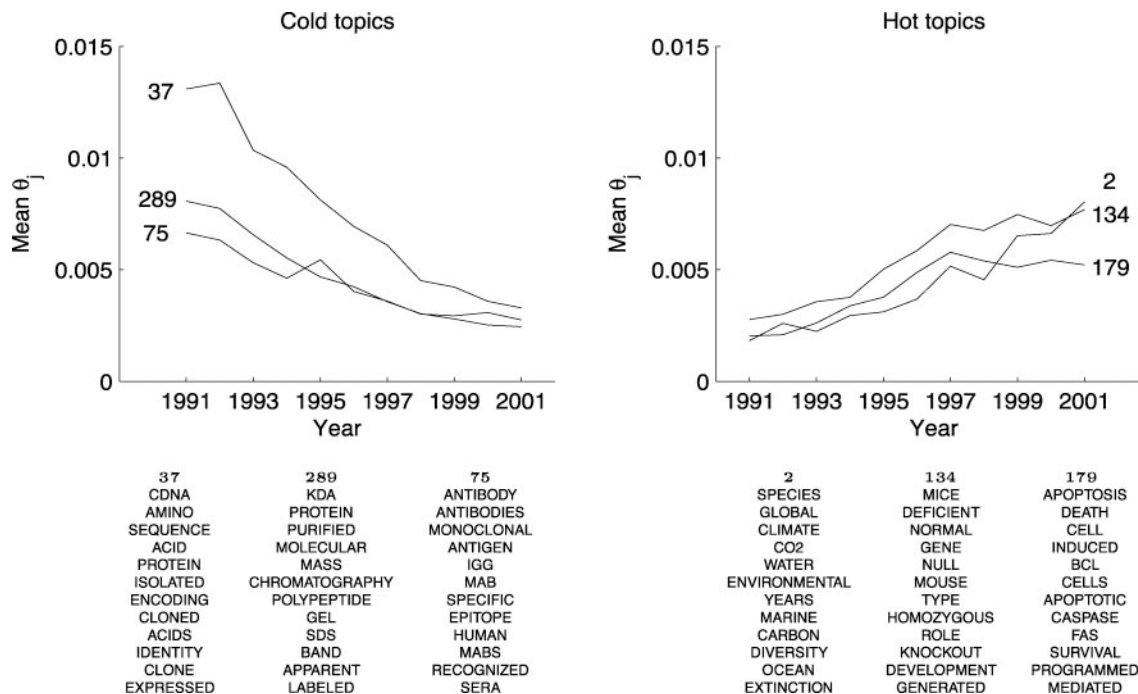 Cold topics
0.015
0.01
0.005
0
Mean θj
37
289
75
1991 1993 1995 1997 1999 2001
Year
37 289 75
CDNA KDA ANTIBODY
AMINO PROTEIN ANTIBODIES
SEQUENCE PURIFIED MONOCLONAL
ACID MOLECULAR ANTIGEN
PROTEIN MASS IGG
ISOLATED CHROMATOGRAPHY MAB
ENCODING POLYPEPTIDE SPECIFIC
CLONED GEL EPITOPE
ACIDS SDS HUMAN
IDENTITY BAND MABS
CLONE APPARENT RECOGNIZED
EXPRESSED LABELED SERA
Hot topics
0.015
0.01
0.005
0
Mean θj
2
134
179
1991 1993 1995 1997 1999 2001
Year
2 134 179
SPECIES MICE APOPTOSIS
GLOBAL DEFICIENT DEATH
CLIMATE NORMAL CELL
CO2 GENE INDUCED
WATER NULL BCL
ENVIRONMENTAL MOUSE CELLS
YEARS TYPE APOPTOTIC
MARINE HOMOZYGOUS CASPASE
CARBON ROLE FAS
DIVERSITY KNOCKOUT SURVIVAL
OCEAN DEVELOPMENT PROGRAMMED
EXTINCTION GENERATED MEDIATED